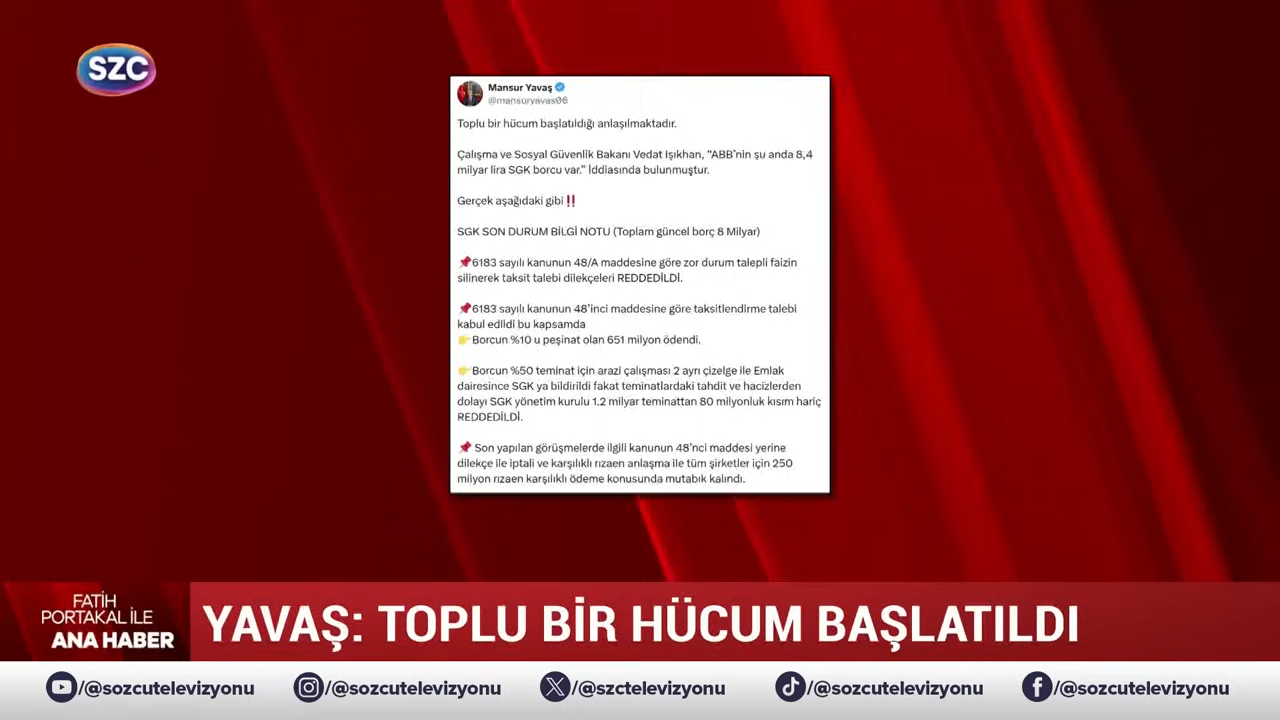 SZC
Mansur Yavaş
@mansuryavas06
Toplu bir hücum başlatıldığı anlaşılmaktadır.
Çalışma ve Sosyal Güvenlik Bakanı Vedat Işıkhan, “ABB’nin şu anda 8,4
milyar lira SGK borcu var.” İddiasında bulunmuştur.
Gerçek aşağıdaki gibi‼️
SGK SON DURUM BİLGİ NOTU (Toplam güncel borç 8 Milyar)
📌6183 sayılı kanunun 48/A maddesine göre zor durum talepli faizin
silinerek taksit talebi dilekçeleri REDDEDİLDİ.
📌6183 sayılı kanunun 48’inci maddesine göre taksitlendirme talebi
kabul edildi bu kapsamda
👉Borcun %10 u peşinat olan 651 milyon ödendi.
👉Borcun %50 teminat için arazi çalışması 2 ayrı çizelge ile Emlak
dairesince SGK ya bildirildi fakat teminatlardaki tahdit ve hacizlerden
dolayı SGK yönetim kurulu 1.2 milyar teminattan 80 milyonluk kısım hariç
REDDEDİLDİ.
📌 Son yapılan görüşmelerde ilgili kanunun 48’nci maddesi yerine
dilekçe ile iptali ve karşılıklı rızaen anlaşma ile tüm şirketler için 250
milyon rızaen karşılıklı ödeme konusunda mutabık kalındı.
FATİH
PORTAKAL İLE
ANA HABER
YAVAŞ: TOPLU BİR HÜCUM BAŞLATILDI
/@sozcutelevizyonu
/@sozcutelevizyonu
/@szctelevizyonu
/@sozcutelevizyonu
/@sozcutelevizyonu